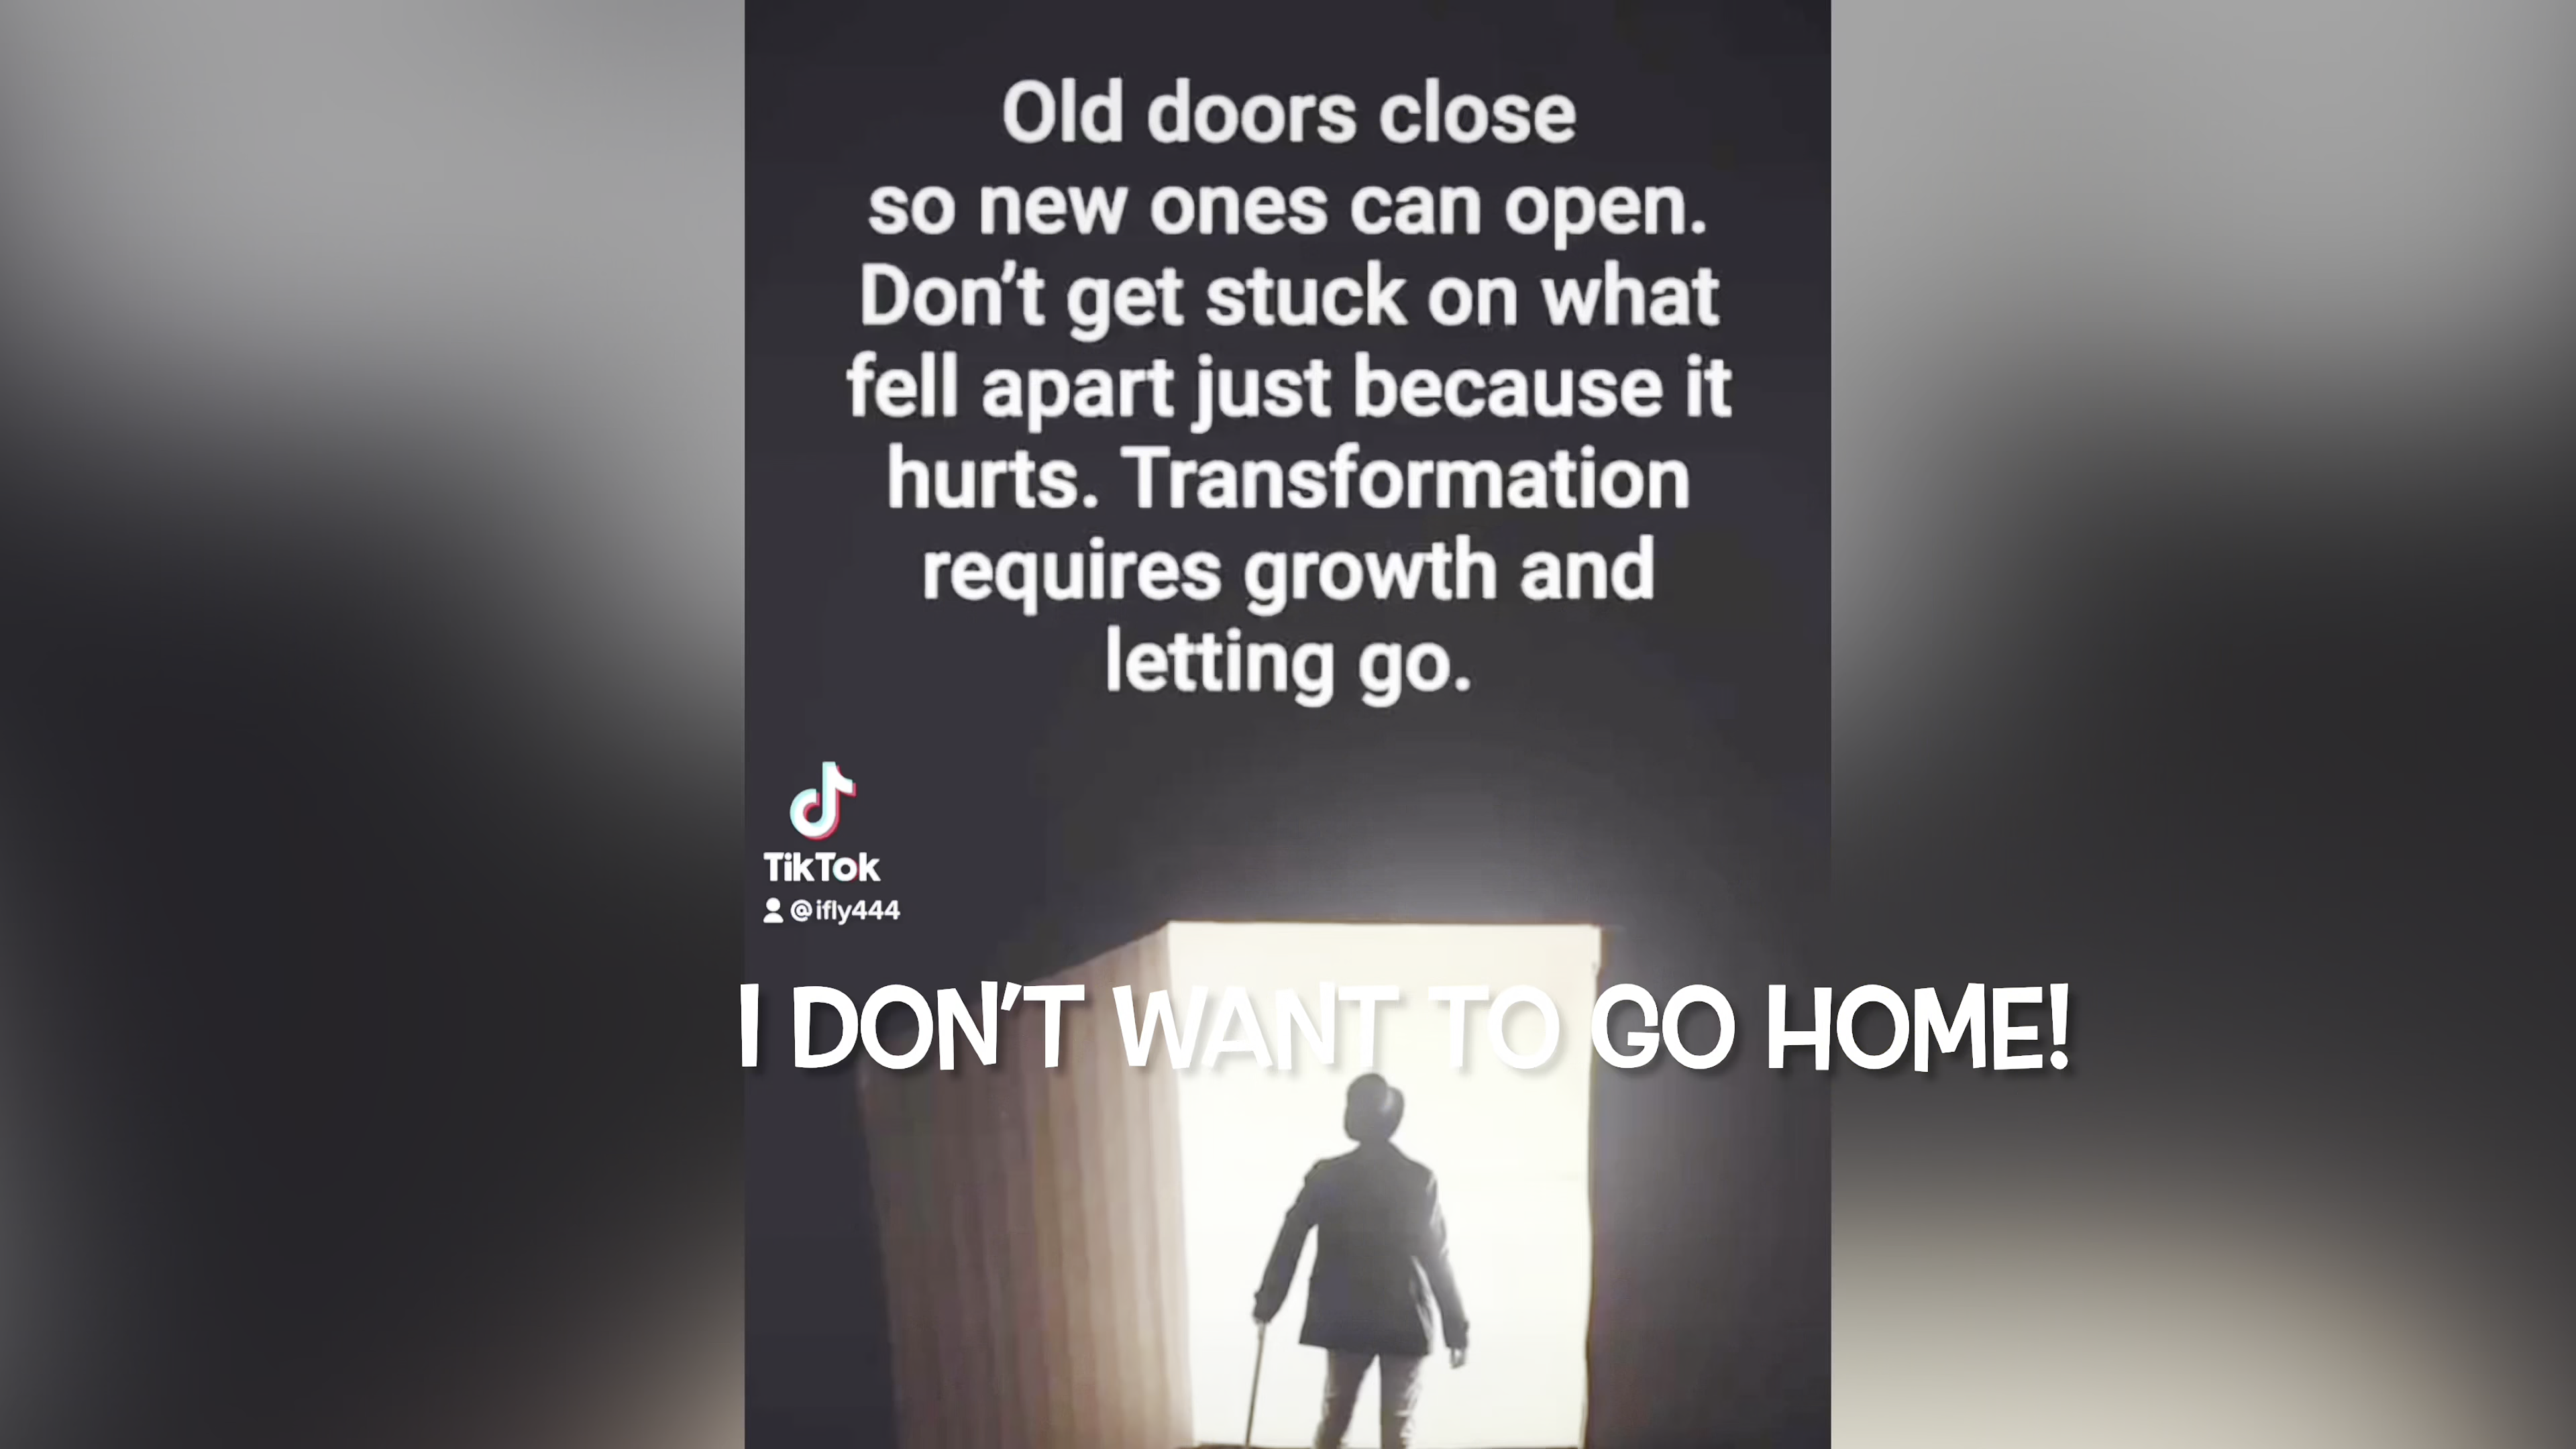 Old doors close
so new ones can open.
Don’t get stuck on what
fell apart just because it
hurts. Transformation
requires growth and
letting go.
TikTok
@ifly444
I DON’T WANT TO GO HOME!